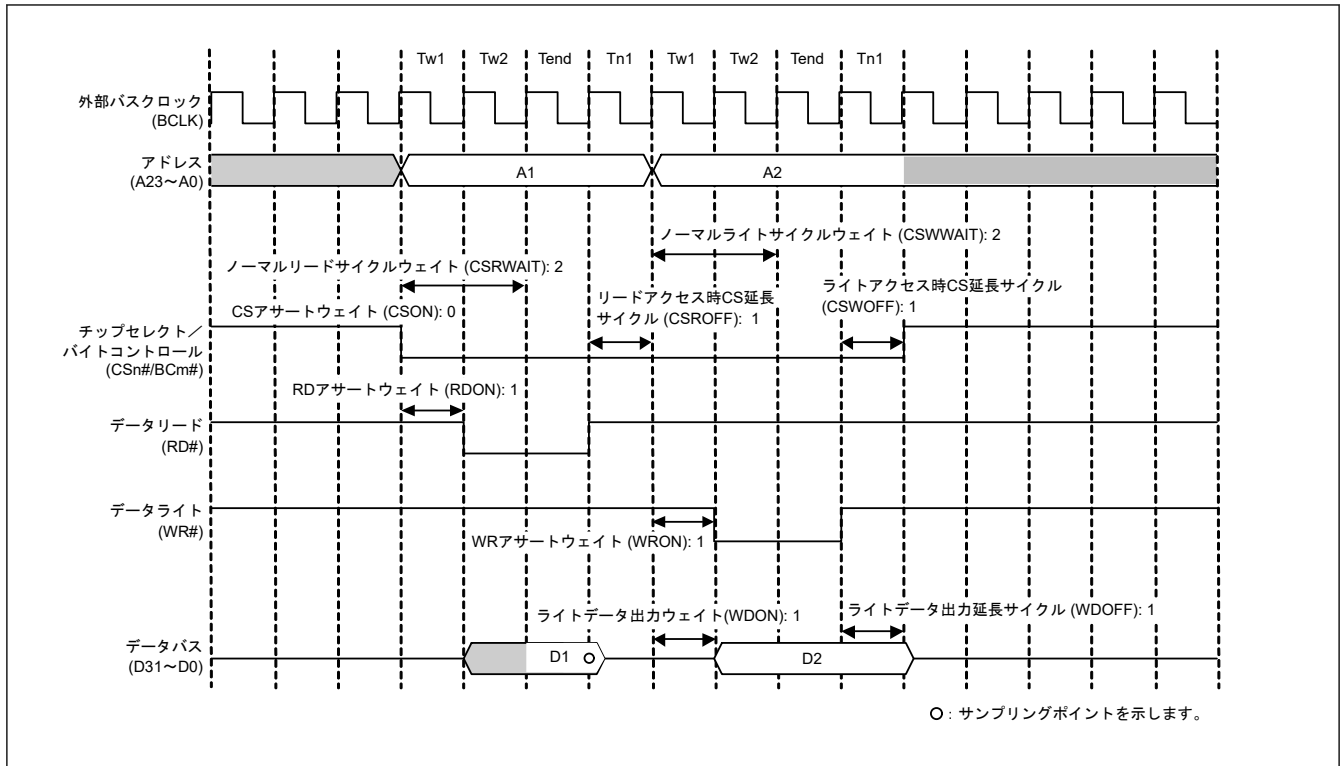 Tw1 Tw2 Tend Tn1 Tw1 Tw2 Tend Tn1
外部バスクロック
(BCLK)
アドレス
(A23～A0)
A1
A2
ノーマルライトサイクルウェイト (CSWWAIT): 2
ノーマルリードサイクルウェイト (CSRWAIT): 2
リードアクセス時CS延長
サイクル (CSROFF): 1
ライトアクセス時CS延長サイクル
(CSWOFF): 1
CSアサートウェイト (CSON): 0
チップセレクト／
バイトコントロール
(CSn#/BCm#)
RDアサートウェイト (RDON): 1
データリード
(RD#)
データライト
(WR#)
WRアサートウェイト (WRON): 1
ライトデータ出力ウェイト(WDON): 1
ライトデータ出力延長サイクル (WDOFF): 1
データバス
(D31～D0)
D1
D2
：サンプリングポイントを示します。